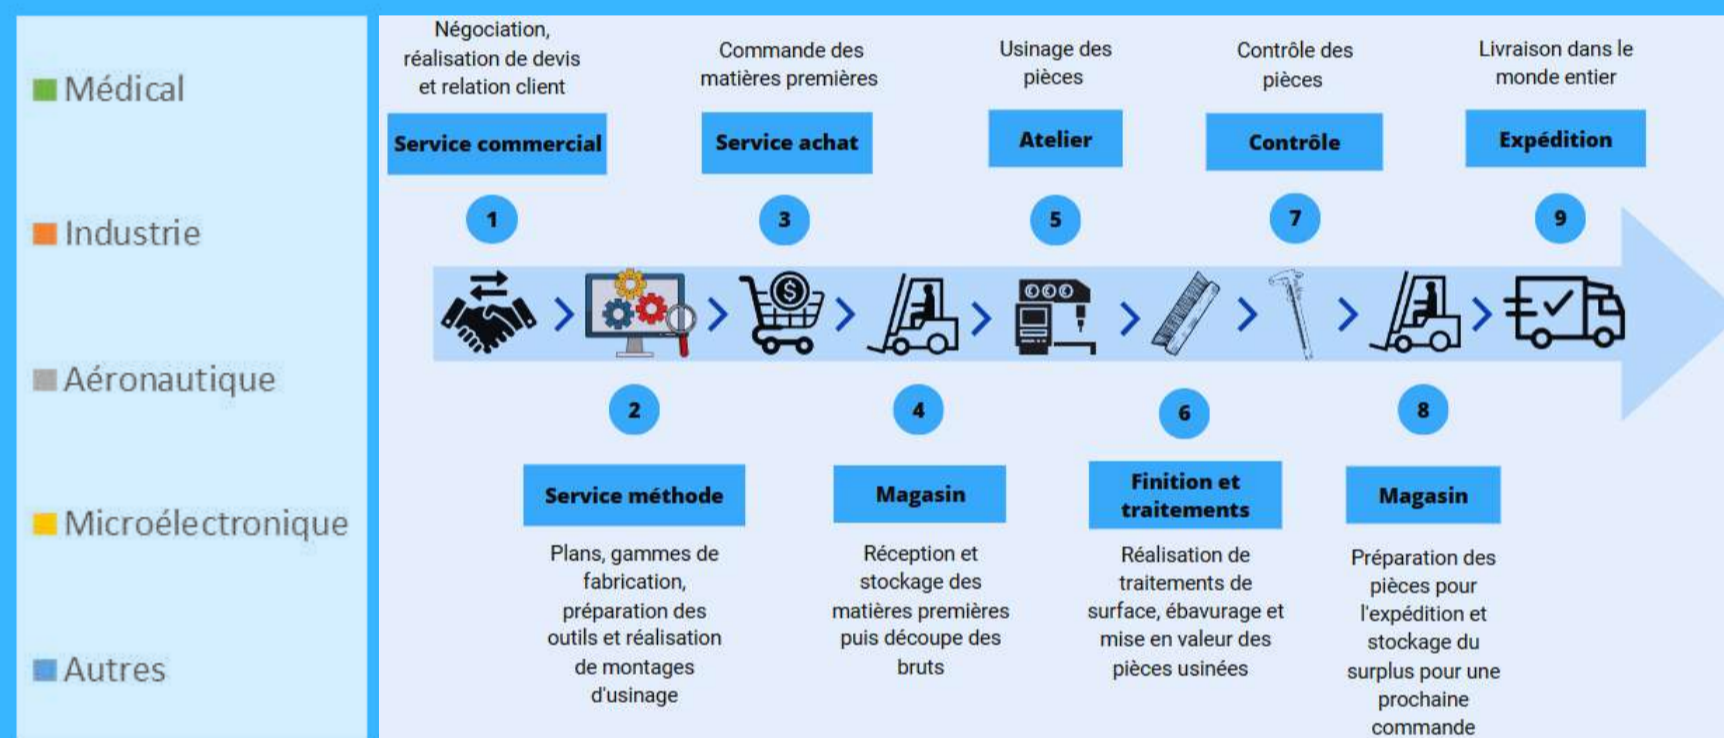 Médical
Industrie
Aéronautique
Microélectronique
Autres
Négociation,
réalisation de devis
et relation client
Service commercial
1
Commande des
matières premières
Service achat
3
Usinage des
pièces
Atelier
5
Contrôle des
pièces
Contrôle
7
Livraison dans le
monde entier
Expédition
9
2
Service méthode
Plans, gammes de
fabrication,
préparation des
outils et réalisation
de montages
d'usinage
4
Magasin
Réception et
stockage des
matières premières
puis découpe des
bruts
6
Finition et
traitements
Réalisation de
traitements de
surface, ébavurage et
mise en valeur des
pièces usinées
8
Magasin
Préparation des
pièces pour
l'expédition et
stockage du
surplus pour une
prochaine
commande